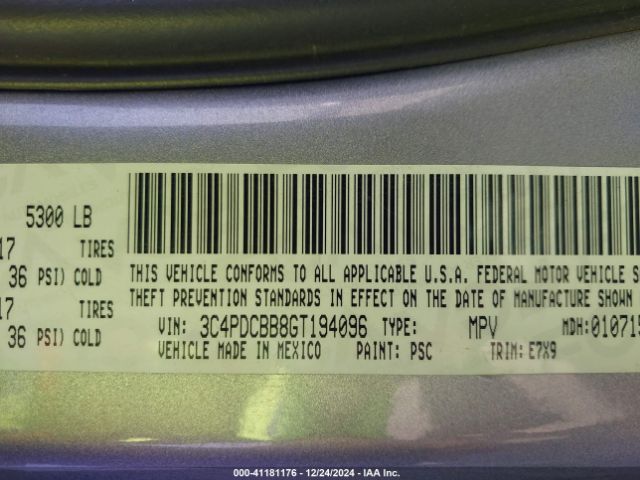 5300 LB
17 TIRES
36 PSI) COLD
17 TIRES
36 PSI) COLD
THIS VEHICLE CONFORMS TO ALL APPLICABLE U.S.A. FEDERAL MOTOR VEHICLE S
THEFT PREVENTION STANDARDS IN EFFECT ON THE DATE OF MANUFACTURE SHOWN
VIN: 3C4PDCBB8GT194096 TYPE: MPV MDH:010715
VEHICLE MADE IN MEXICO PAINT: PSC TRIM: E7X9
000-41181176 • 12/24/2024 • IAA Inc.